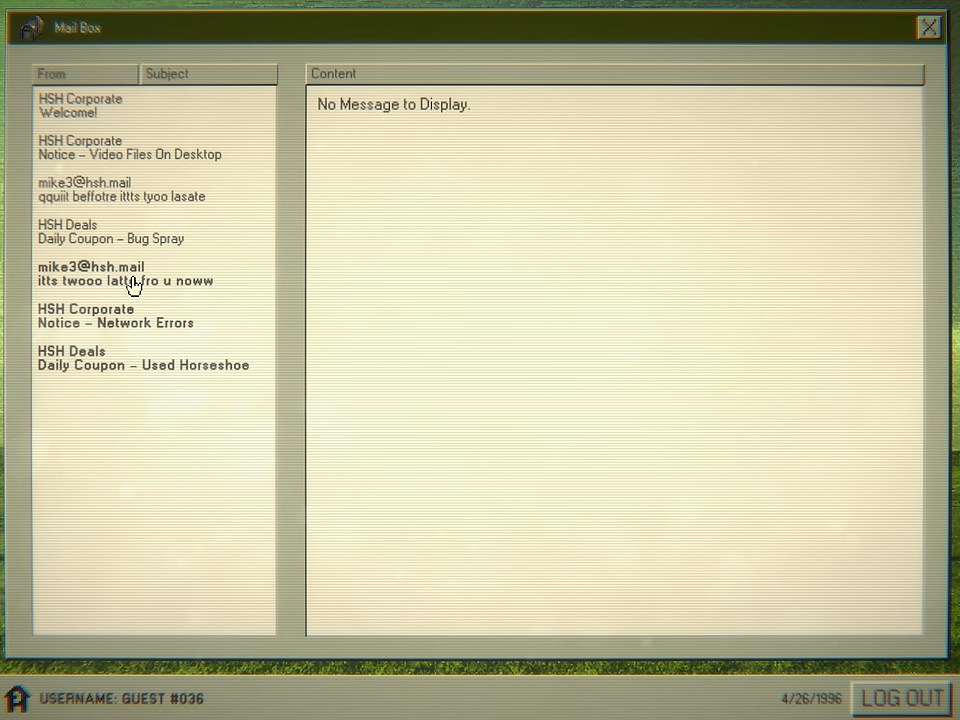 Mail Box
From Subject Content
HSH Corporate
Welcome!
HSH Corporate
Notice - Video Files On Desktop
mike3@hsh.mail
qquiit beffotre ittts tyoo lasate
HSH Deals
Daily Coupon - Bug Spray
mike3@hsh.mail
itts twooo fro u noww
HSH Corporate
Notice - Network Errors
HSH Deals
Daily Coupon - Used Horseshoe
No Message to Display.
USERNAME: GUEST #036
4/26/1996
LOG OUT